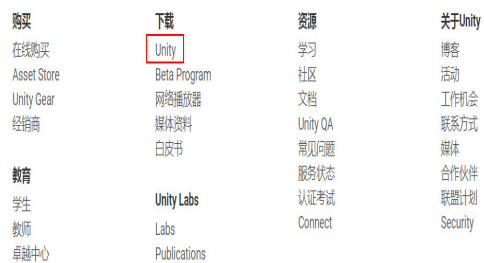 购买
在线购买
Asset Store
Unity Gear
经销商
教育
学生
教师
卓越中心
下载
Unity
Beta Program
网络播放器
媒体资料
白皮书
Unity Labs
Labs
Publications
资源
学习
社区
文档
Unity QA
常见问题
服务状态
认证考试
Connect
关于Unity
博客
活动
工作机会
联系方式
媒体
合作伙伴
联盟计划
Security